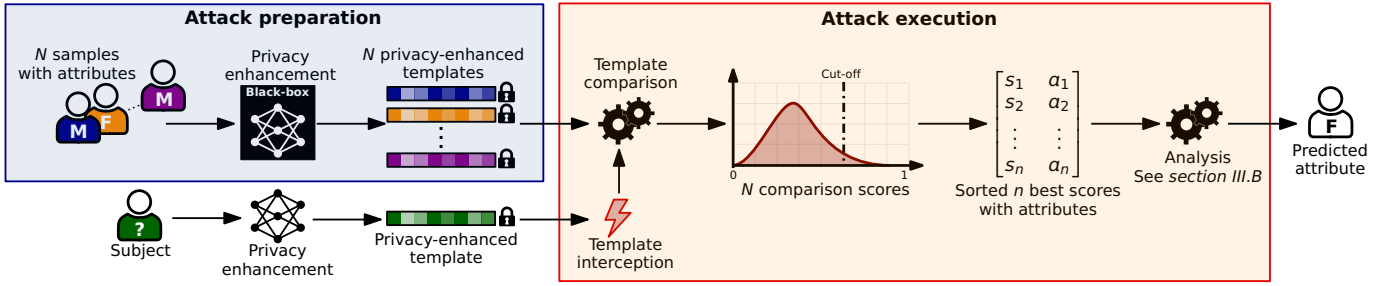 Attack preparation
N samples
with attributes
M
F
M
Privacy
enhancement
Black-box
N privacy-enhanced
templates
?
Subject
Privacy
enhancement
Privacy-enhanced
template
Attack execution
Template
comparison
Template
interception
Cut-off
0
1
N comparison scores
s1 a1
s2 a2
⋮ ⋮
sn an
Sorted n best scores
with attributes
Analysis
See section III.B
F
Predicted
attribute